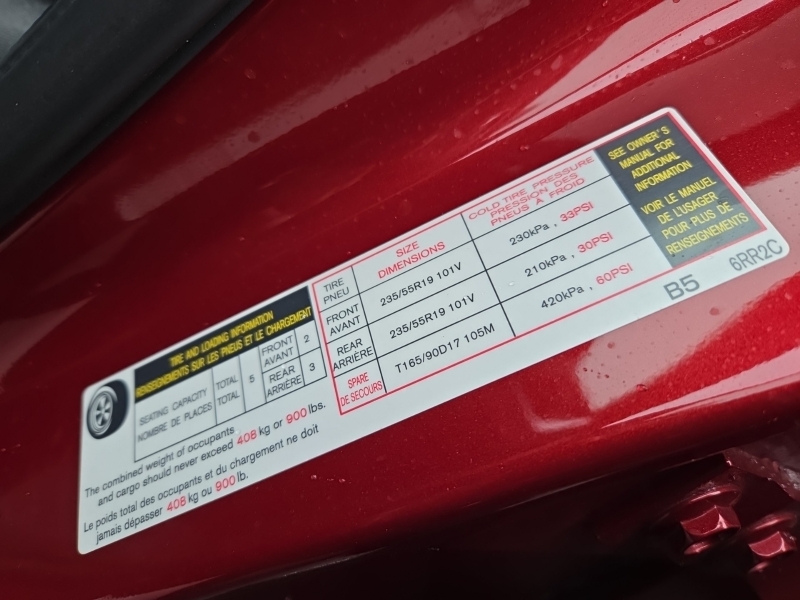 TIRE AND LOADING INFORMATION
RENSEIGNEMENTS SUR LES PNEUS ET LE CHARGEMENT
SEATING CAPACITY TOTAL 5 FRONT AVANT 2
NOMBRE DE PLACES TOTAL REAR ARRIÈRE 3
The combined weight of occupants
and cargo should never exceed 408 kg or 900 lbs.
Le poids total des occupants et du chargement ne doit
jamais dépasser 408 kg ou 900 lb.
TIRE PNEU SIZE DIMENSIONS COLD TIRE PRESSURE PRESSION DES PNEUS À FROID
FRONT AVANT 235/55R19 101V 230kPa , 33PSI
REAR ARRIÈRE 235/55R19 101V 210kPa , 30PSI
SPARE DE SECOURS T165/90D17 105M 420kPa , 60PSI
SEE OWNER'S
MANUAL FOR
ADDITIONAL
INFORMATION
VOIR LE MANUEL
DE L'USAGER
POUR PLUS DE
RENSEIGNEMENTS
B5 6RR2C